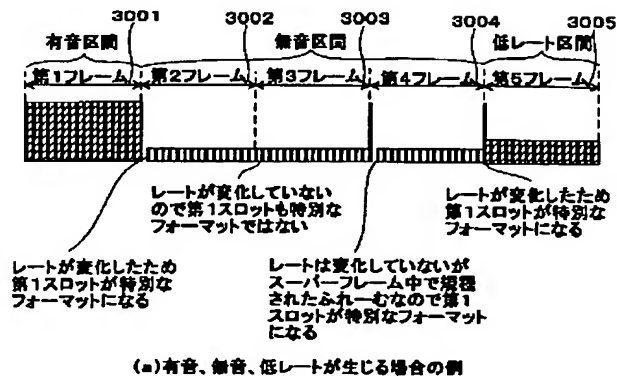 3001 3002 3003 3004 3005
有音区間 無音区間 低レート区間
第1フレーム 第2フレーム 第3フレーム 第4フレーム 第5フレーム
レートが変化していない
ので第1スロットも特別な
フォーマットではない
レートが変化したため
第1スロットが特別な
フォーマットになる
レートが変化したため
第1スロットが特別な
フォーマットになる
レートは変化していないが
スーパーフレーム中で規程
されたふれーむなので第1
スロットが特別なフォーマット
になる
(a)有音、無音、低レートが生じる場合の例